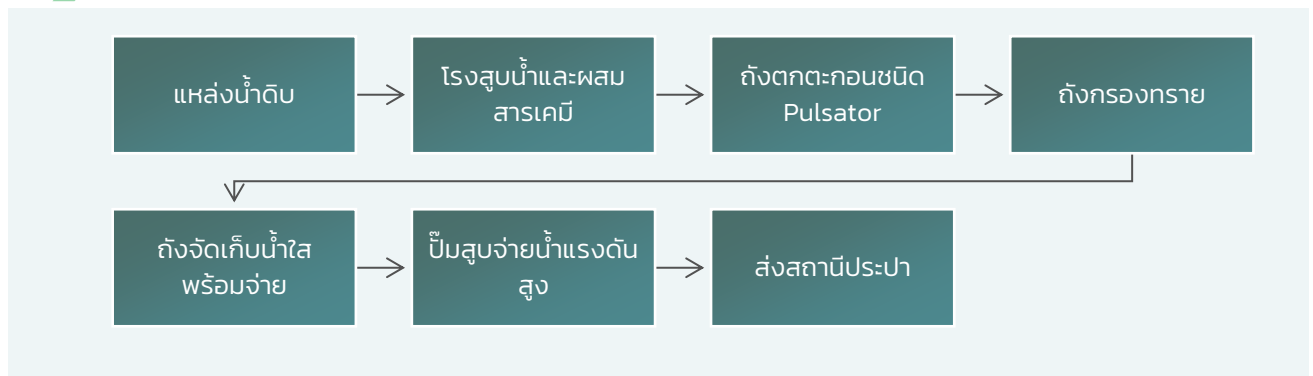 แหล่งน้ำดิบ
โรงสูบน้ำและผสม
สารเคมี
ถังตกตะกอนชนิด
Pulsator
ถังกรองทราย
ถังจัดเก็บน้ำใส
พร้อมจ่าย
ปั๊มสูบจ่ายน้ำแรงดัน
สูง
ส่งสถานีประปา